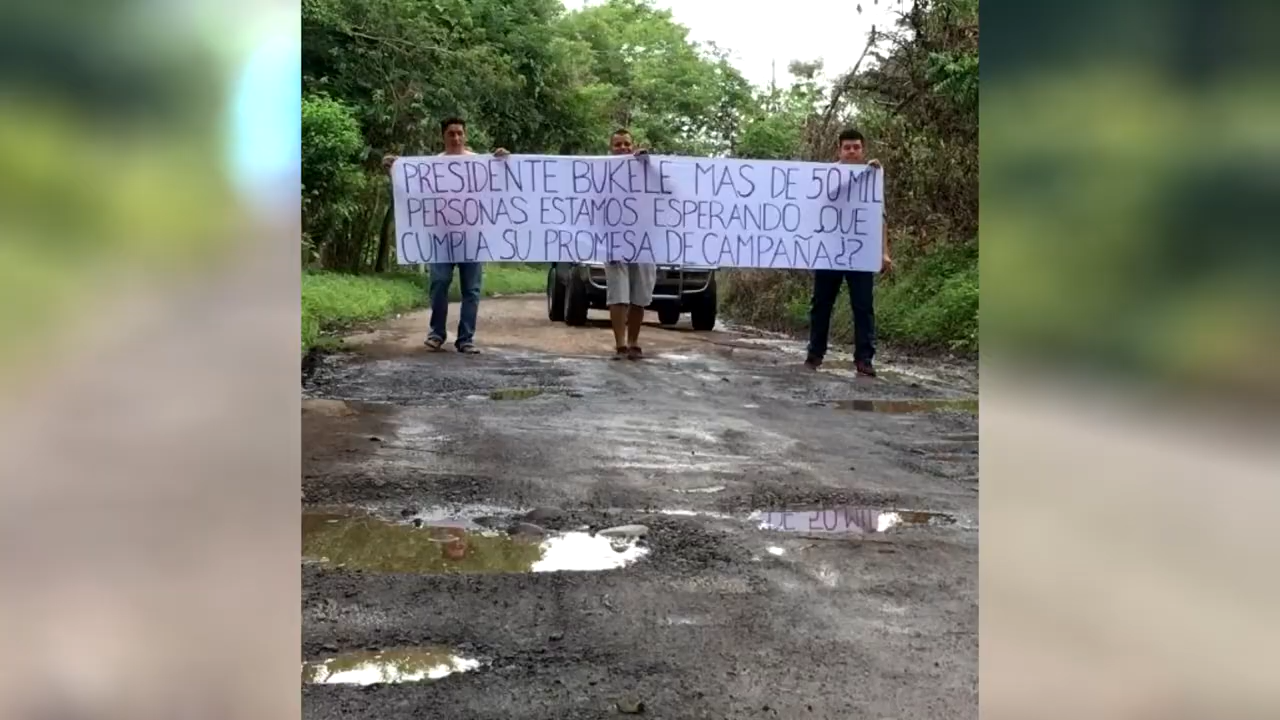 PRESIDENTE BUKELE MAS DE 50 MIL
PERSONAS ESTAMOS ESPERANDO QUE
CUMPLA SU PROMESA DE CAMPAÑA¿?